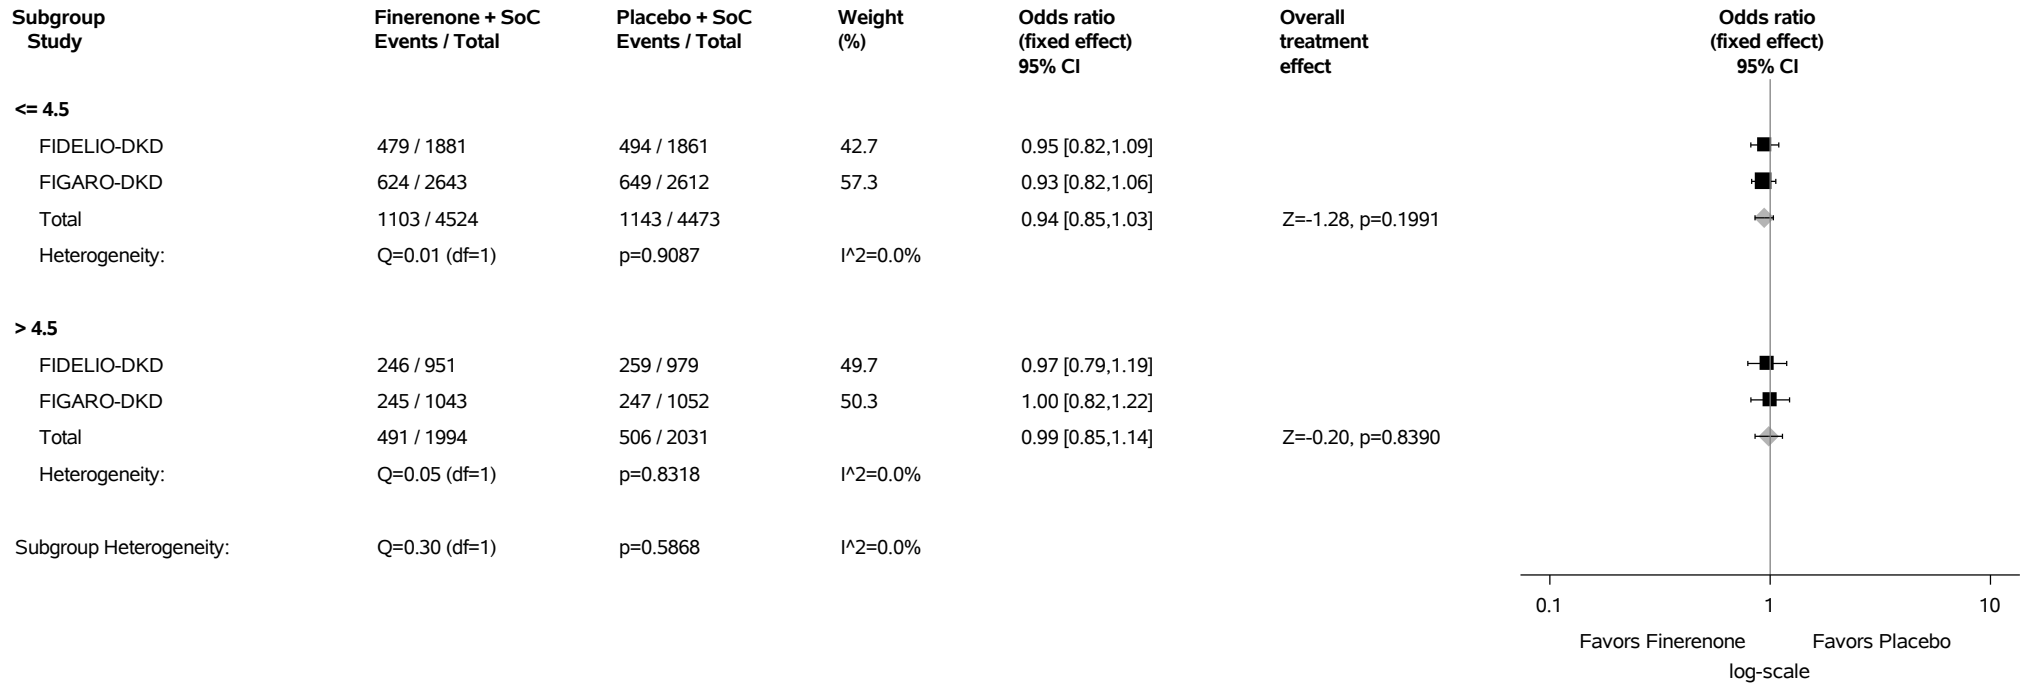 Subgroup Finerenone + SoC Placebo + SoC Weight Odds ratio Overall Odds ratio
Study Events / Total Events / Total (%) (fixed effect) treatment (fixed effect)
95% CI effect 95% CI
<= 4.5
FIDELIO-DKD 479 / 1881 494 / 1861 42.7 0.95 [0.82,1.09]
FIGARO-DKD 624 / 2643 649 / 2612 57.3 0.93 [0.82,1.06]
Total 1103 / 4524 1143 / 4473 0.94 [0.85,1.03] Z=-1.28, p=0.1991
Heterogeneity: Q=0.01 (df=1) p=0.9087 I^2=0.0%
> 4.5
FIDELIO-DKD 246 / 951 259 / 979 49.7 0.97 [0.79,1.19]
FIGARO-DKD 245 / 1043 247 / 1052 50.3 1.00 [0.82,1.22]
Total 491 / 1994 506 / 2031 0.99 [0.85,1.14] Z=-0.20, p=0.8390
Heterogeneity: Q=0.05 (df=1) p=0.8318 I^2=0.0%
Subgroup Heterogeneity: Q=0.30 (df=1) p=0.5868 I^2=0.0%
0.1 1 10
Favors Finerenone Favors Placebo
log-scale